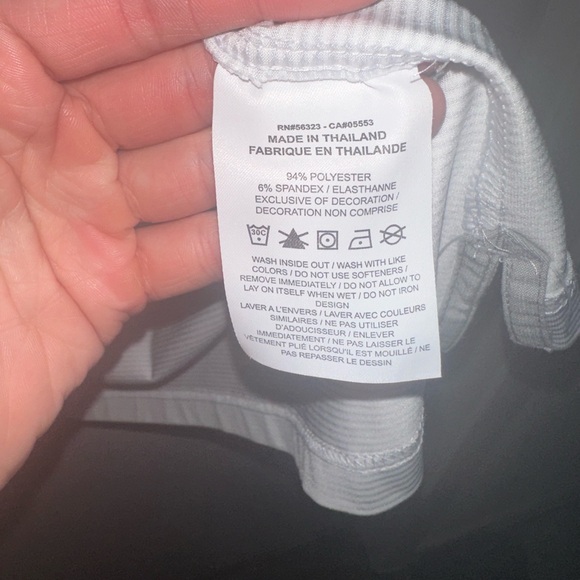 RN#56323 - CA#05553
MADE IN THAILAND
FABRIQUE EN THAILANDE
94% POLYESTER
6% SPANDEX / ELASTHANNE
EXCLUSIVE OF DECORATION /
DECORATION NON COMPRISE
30C
WASH INSIDE OUT / WASH WITH LIKE
COLORS / DO NOT USE SOFTENERS /
REMOVE IMMEDIATELY / DO NOT ALLOW TO
LAY ON ITSELF WHEN WET / DO NOT IRON
DESIGN
LAVER A L'ENVERS / LAVER AVEC COULEURS
SIMILAIRES / NE PAS UTILISER
D'ADOUCISSEUR / ENLEVER
IMMEDIATEMENT / NE PAS LAISSER LE
VETEMENT PLIÉ LORSQU'IL EST MOUILLÉ / NE
PAS REPASSER LE DESSIN